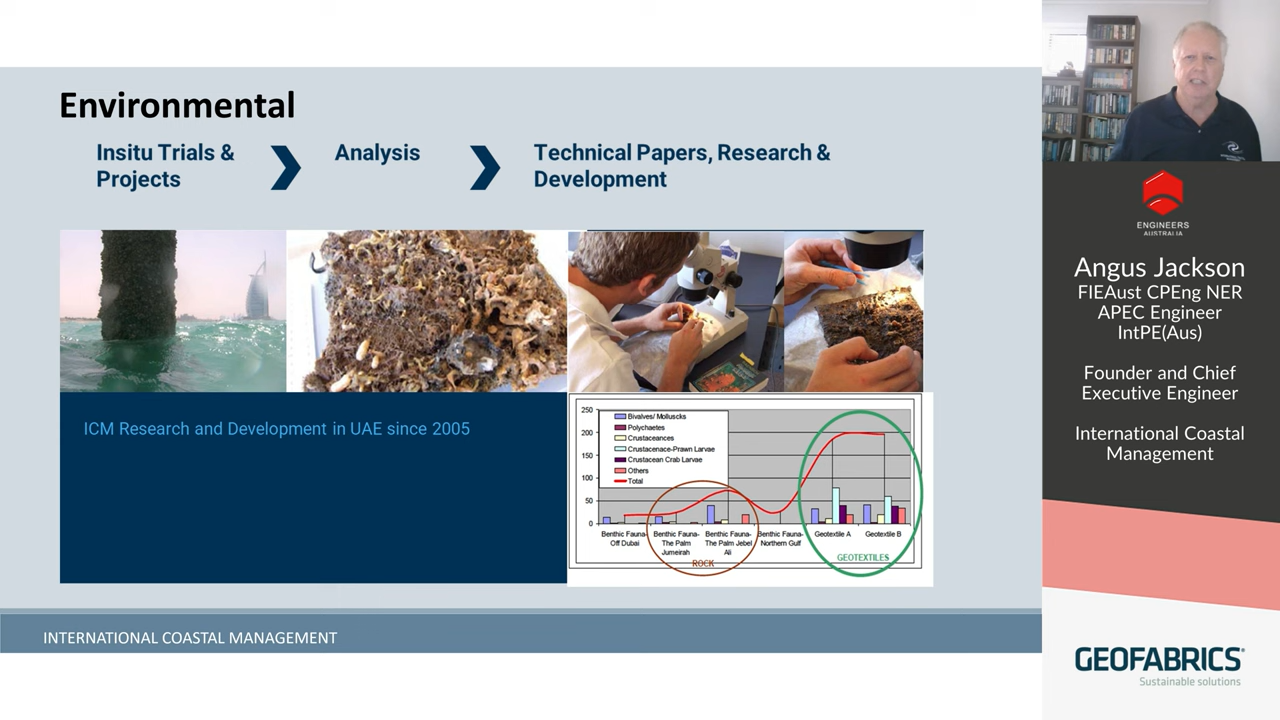 Environmental
Insitu Trials &
Projects
Analysis
Technical Papers, Research &
Development
ICM Research and Development in UAE since 2005
250
200
150
100
50
0
Bivalves/ Molluscks
Polychaetes
Crustaceances
Crustacenace-Prawn Larvae
Crustacean Crab Larvae
Others
Total
Benthic Fauna-
Off Dubai
Benthic Fauna-
The Palm
Jumeirah
Benthic Fauna-
The Palm Jebel
Ali
Benthic Fauna-
Northern Gulf
Geotextile A
Geotextile B
ROCK
GEOTEXTILES
INTERNATIONAL COASTAL MANAGEMENT
ENGINEERS
AUSTRALIA
Angus Jackson
FIEAust CPEng NER
APEC Engineer
IntPE(Aus)
Founder and Chief
Executive Engineer
International Coastal
Management
GEOFABRICS
Sustainable solutions